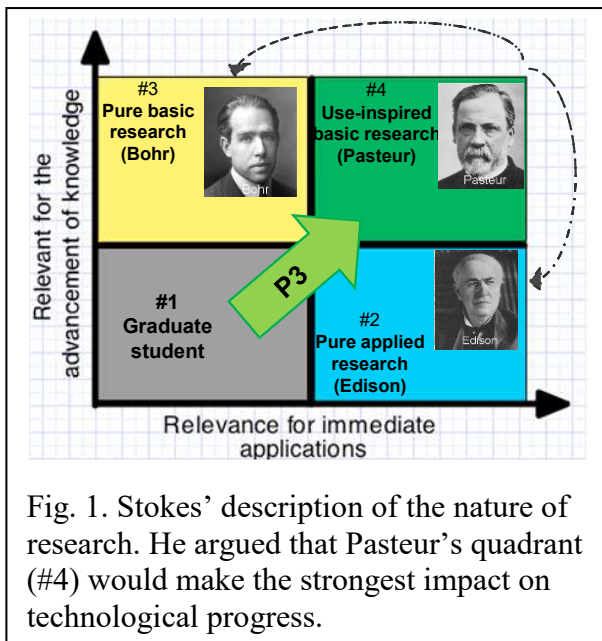 Relevant for the
advancement of knowledge
#3
Pure basic
research
(Bohr)
Bohr
#4
Use-inspired
basic research
(Pasteur)
Pasteur
P3
#1
Graduate
student
#2
Pure applied
research
(Edison)
Edison
Relevance for immediate
applications
Fig. 1. Stokes’ description of the nature of
research. He argued that Pasteur’s quadrant
(#4) would make the strongest impact on
technological progress.